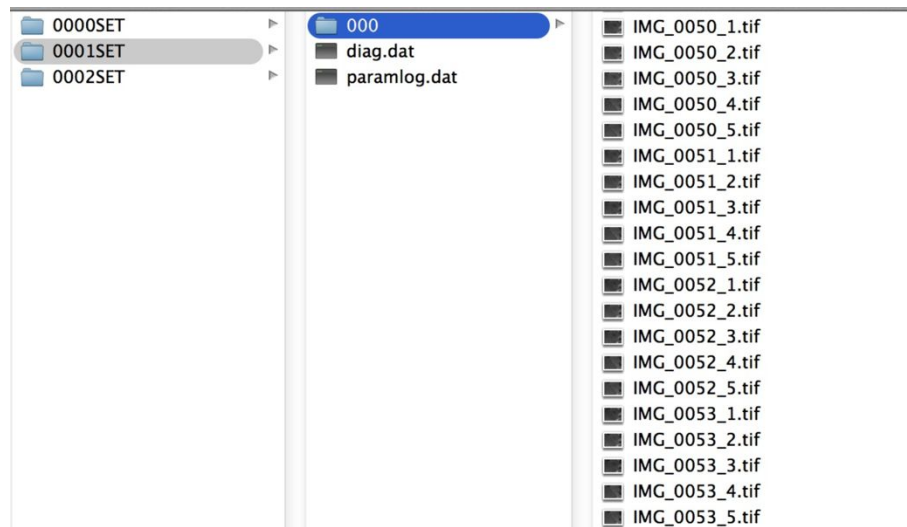 0000SET
0001SET
0002SET
000
diag.dat
paramlog.dat
IMG_0050_1.tif
IMG_0050_2.tif
IMG_0050_3.tif
IMG_0050_4.tif
IMG_0050_5.tif
IMG_0051_1.tif
IMG_0051_2.tif
IMG_0051_3.tif
IMG_0051_4.tif
IMG_0051_5.tif
IMG_0052_1.tif
IMG_0052_2.tif
IMG_0052_3.tif
IMG_0052_4.tif
IMG_0052_5.tif
IMG_0053_1.tif
IMG_0053_2.tif
IMG_0053_3.tif
IMG_0053_4.tif
IMG_0053_5.tif